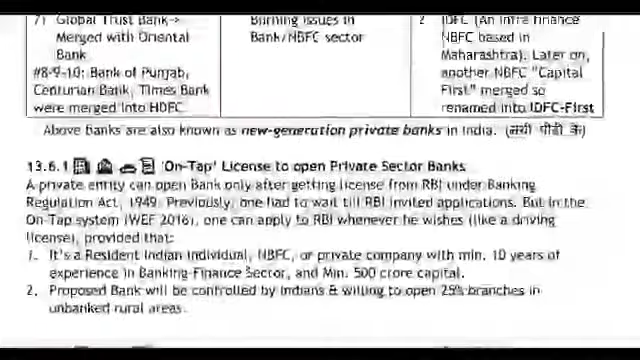 7) Global Trust Bank->
Merged with Oriental
Bank
#8-9-10: Bank of Punjab,
Centurian Bank, Times Bank
were merged into HDFC.
Burning issues in
Bank/NBFC sector
2
IDFC (An Infra finance
NBFC based in
Maharashtra). Later on,
another NBFC "Capital
First" merged so
renamed into IDFC-First
Above Banks are also known as new-generation private banks in India. (नयी पीढी के)
13.6.1 'On-Tap' License to open Private Sector Banks
A private entity can open Bank only after getting license from RBI under Banking
Regulation Act, 1949. Previously, one had to wait till RBI invited applications. But in the
On-Tap system (WEF 2016), one can apply to RBI whenever he wishes (like a driving
license), provided that:
1. It's a Resident Indian Individual, NBFC, or private company with min. 10 years of
experience in Banking-Finance Sector, and Min. 500 crore capital.
2. Proposed Bank will be controlled by Indians & willing to open 25% branches in
unbanked rural areas.